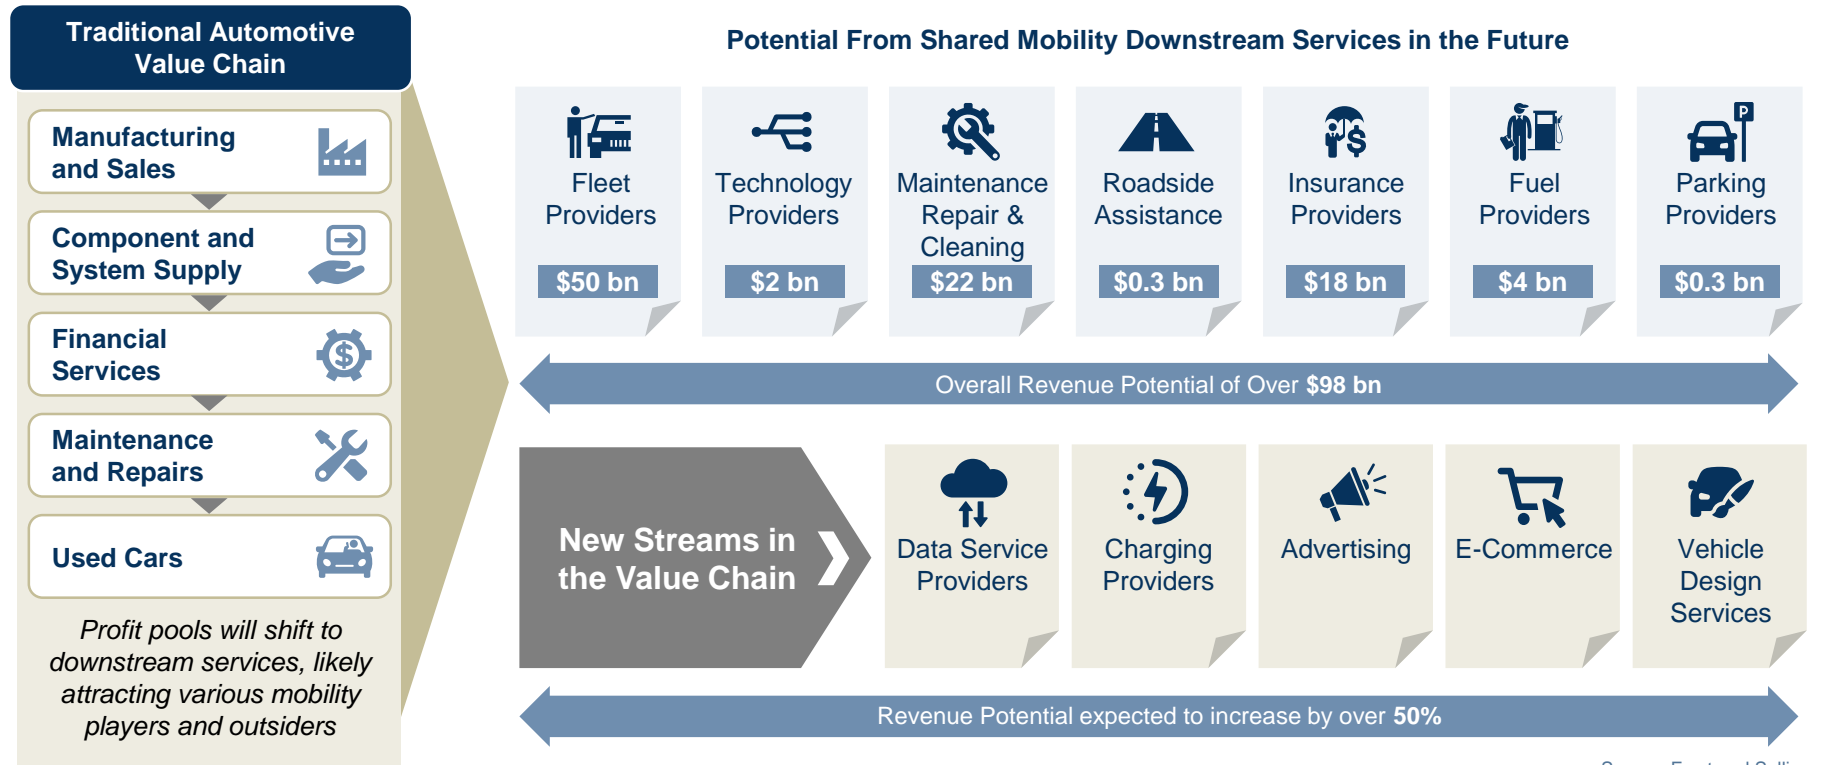 Traditional Automotive
Value Chain
Manufacturing
and Sales
Component and
System Supply
Financial
Services
Maintenance
and Repairs
Used Cars
Profit pools will shift to
downstream services, likely
attracting various mobility
players and outsiders
Potential From Shared Mobility Downstream Services in the Future
Fleet
Providers
$50 bn
Technology
Providers
$2 bn
Maintenance
Repair &
Cleaning
$22 bn
Roadside
Assistance
$0.3 bn
Insurance
Providers
$18 bn
Fuel
Providers
$4 bn
P
Parking
Providers
$0.3 bn
Overall Revenue Potential of Over $98 bn
New Streams in
the Value Chain
Data Service
Providers
Charging
Providers
Advertising
E-Commerce
Vehicle
Design
Services
Revenue Potential expected to increase by over 50%